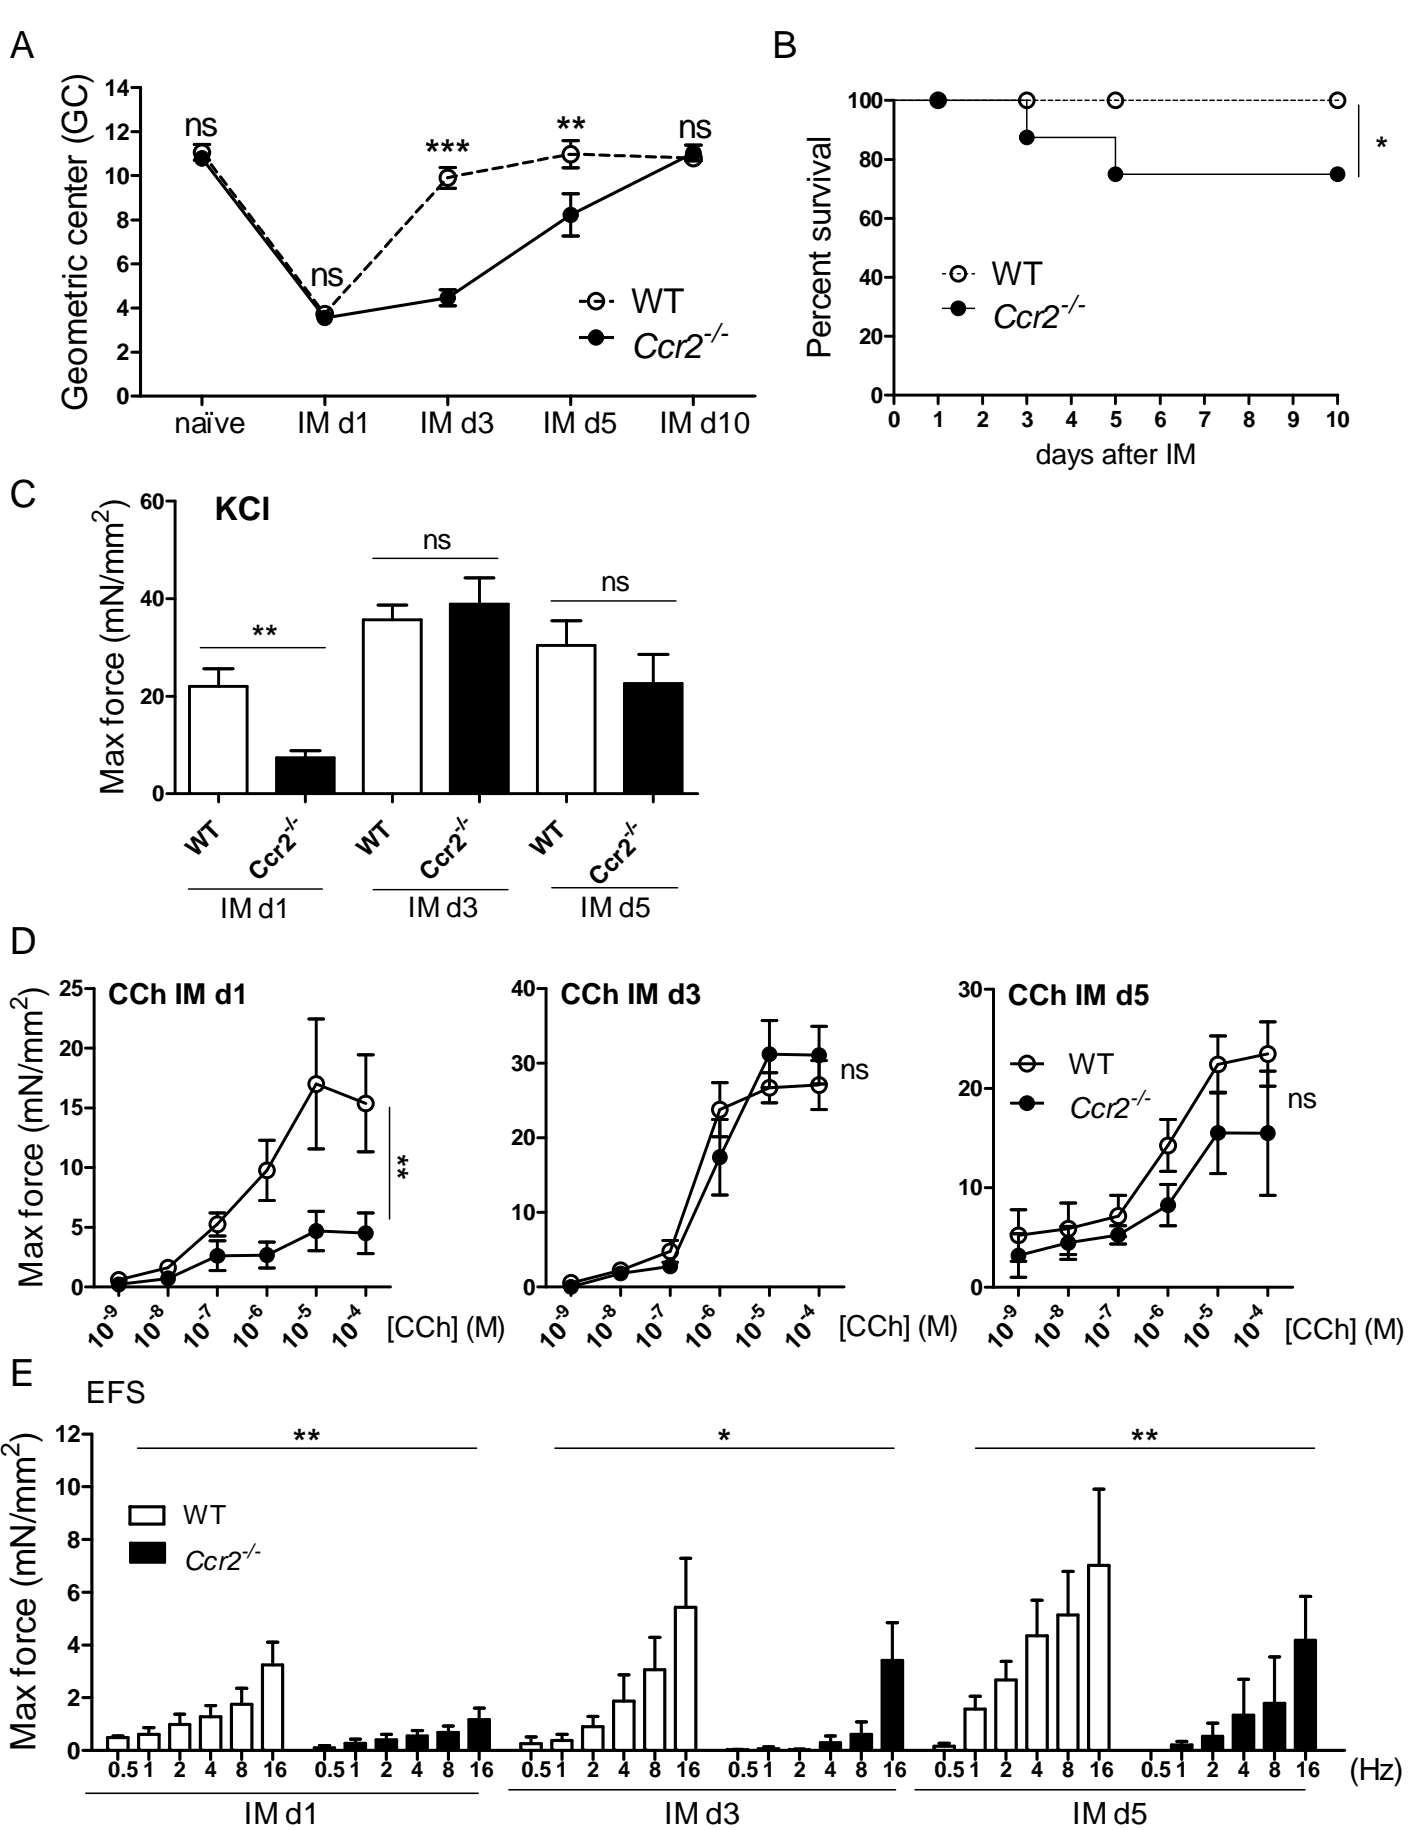 A
Geometric center (GC)
14
12
10
8
6
4
2
0
ns
ns
***
**
ns
WT
Ccr2-/-
naïve IM d1 IM d3 IM d5 IM d10
B
Percent survival
100
80
60
40
20
0
*
WT
Ccr2-/-
0 1 2 3 4 5 6 7 8 9 10
days after IM
C
KCl
Max force (mN/mm2)
60
40
20
0
**
ns
ns
WT Ccr2-/- WT Ccr2-/- WT Ccr2-/-
IM d1 IM d3 IM d5
D
Max force (mN/mm2)
CCh IM d1
25
20
15
10
5
0
**
10-9 10-8 10-7 10-6 10-5 10-4 [CCh] (M)
CCh IM d3
40
30
20
10
0
ns
10-9 10-8 10-7 10-6 10-5 10-4 [CCh] (M)
CCh IM d5
30
20
10
0
WT
Ccr2-/-
ns
10-9 10-8 10-7 10-6 10-5 10-4 [CCh] (M)
E
EFS
Max force (mN/mm2)
12
10
8
6
4
2
0
** * **
WT
Ccr2-/-
0.5 1 2 4 8 16 0.5 1 2 4 8 16 0.5 1 2 4 8 16 0.5 1 2 4 8 16 0.5 1 2 4 8 16 0.5 1 2 4 8 16 (Hz)
IM d1 IM d3 IM d5